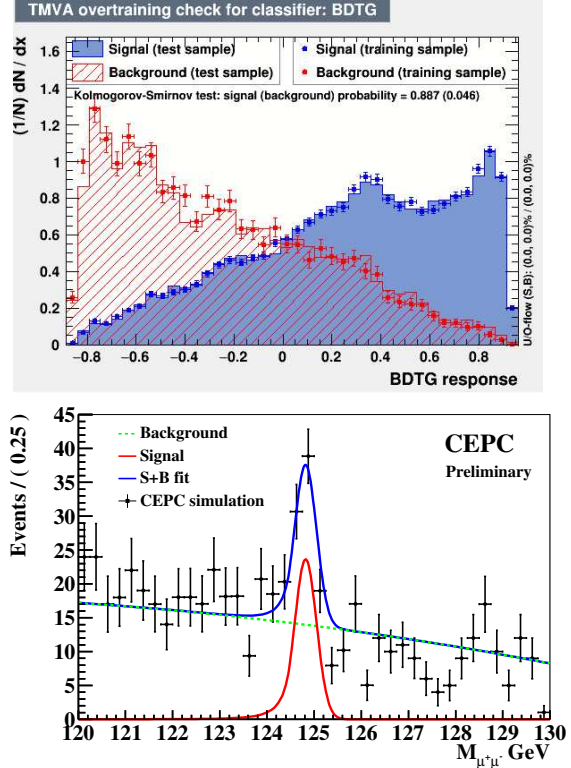 TMVA overtraining check for classifier: BDTG
(1/N) dN / dx
1.6
1.4
1.2
1
0.8
0.6
0.4
0.2
0
Signal (test sample)
Background (test sample)
Signal (training sample)
Background (training sample)
Kolmogorov-Smirnov test: signal (background) probability = 0.887 (0.046)
U/O-flow (S,B): (0.0, 0.0)% / (0.0, 0.0)%
−0.8 −0.6 −0.4 −0.2 0 0.2 0.4 0.6 0.8
BDTG response
Events / ( 0.25 )
45
40
35
30
25
20
15
10
5
0
Background
Signal
S+B fit
CEPC simulation
CEPC
Preliminary
120 121 122 123 124 125 126 127 128 129 130
M_{μ⁺μ⁻} GeV